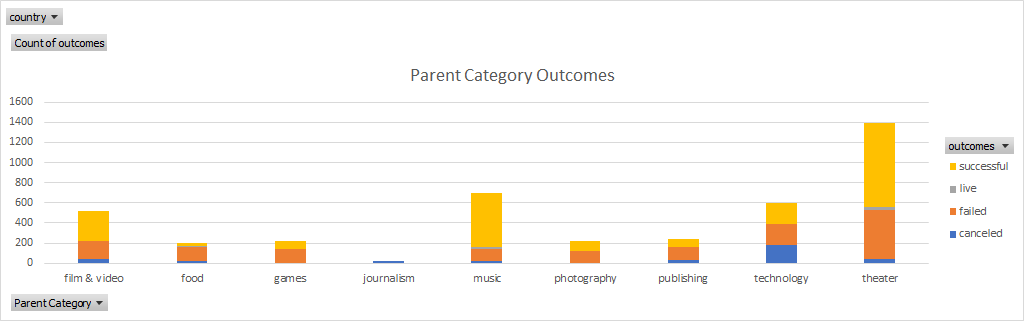 country
Count of outcomes
Parent Category Outcomes
1600
1400
1200
1000
800
600
400
200
0
film & video food games journalism music photography publishing technology theater
outcomes
successful
live
failed
canceled
Parent Category